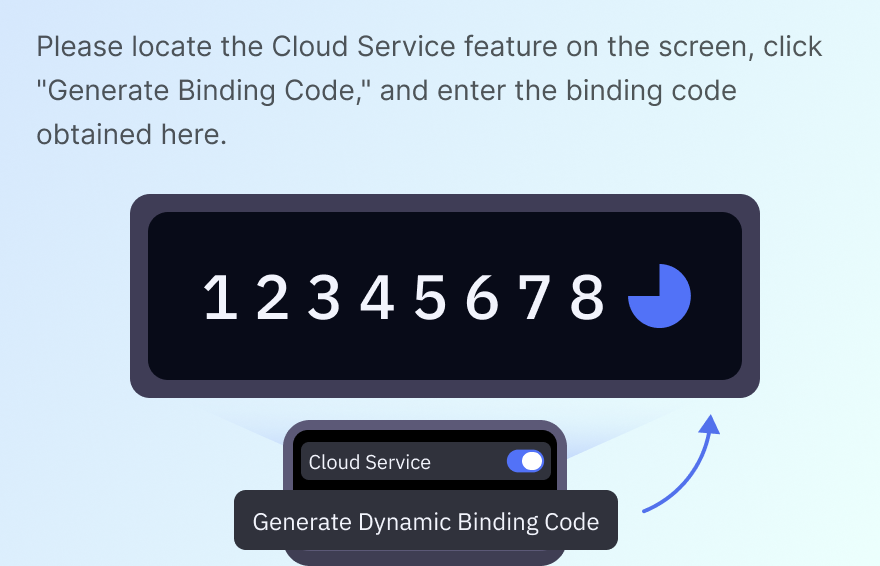 Please locate the Cloud Service feature on the screen, click
"Generate Binding Code," and enter the binding code
obtained here.
1 2 3 4 5 6 7 8
Cloud Service
Generate Dynamic Binding Code